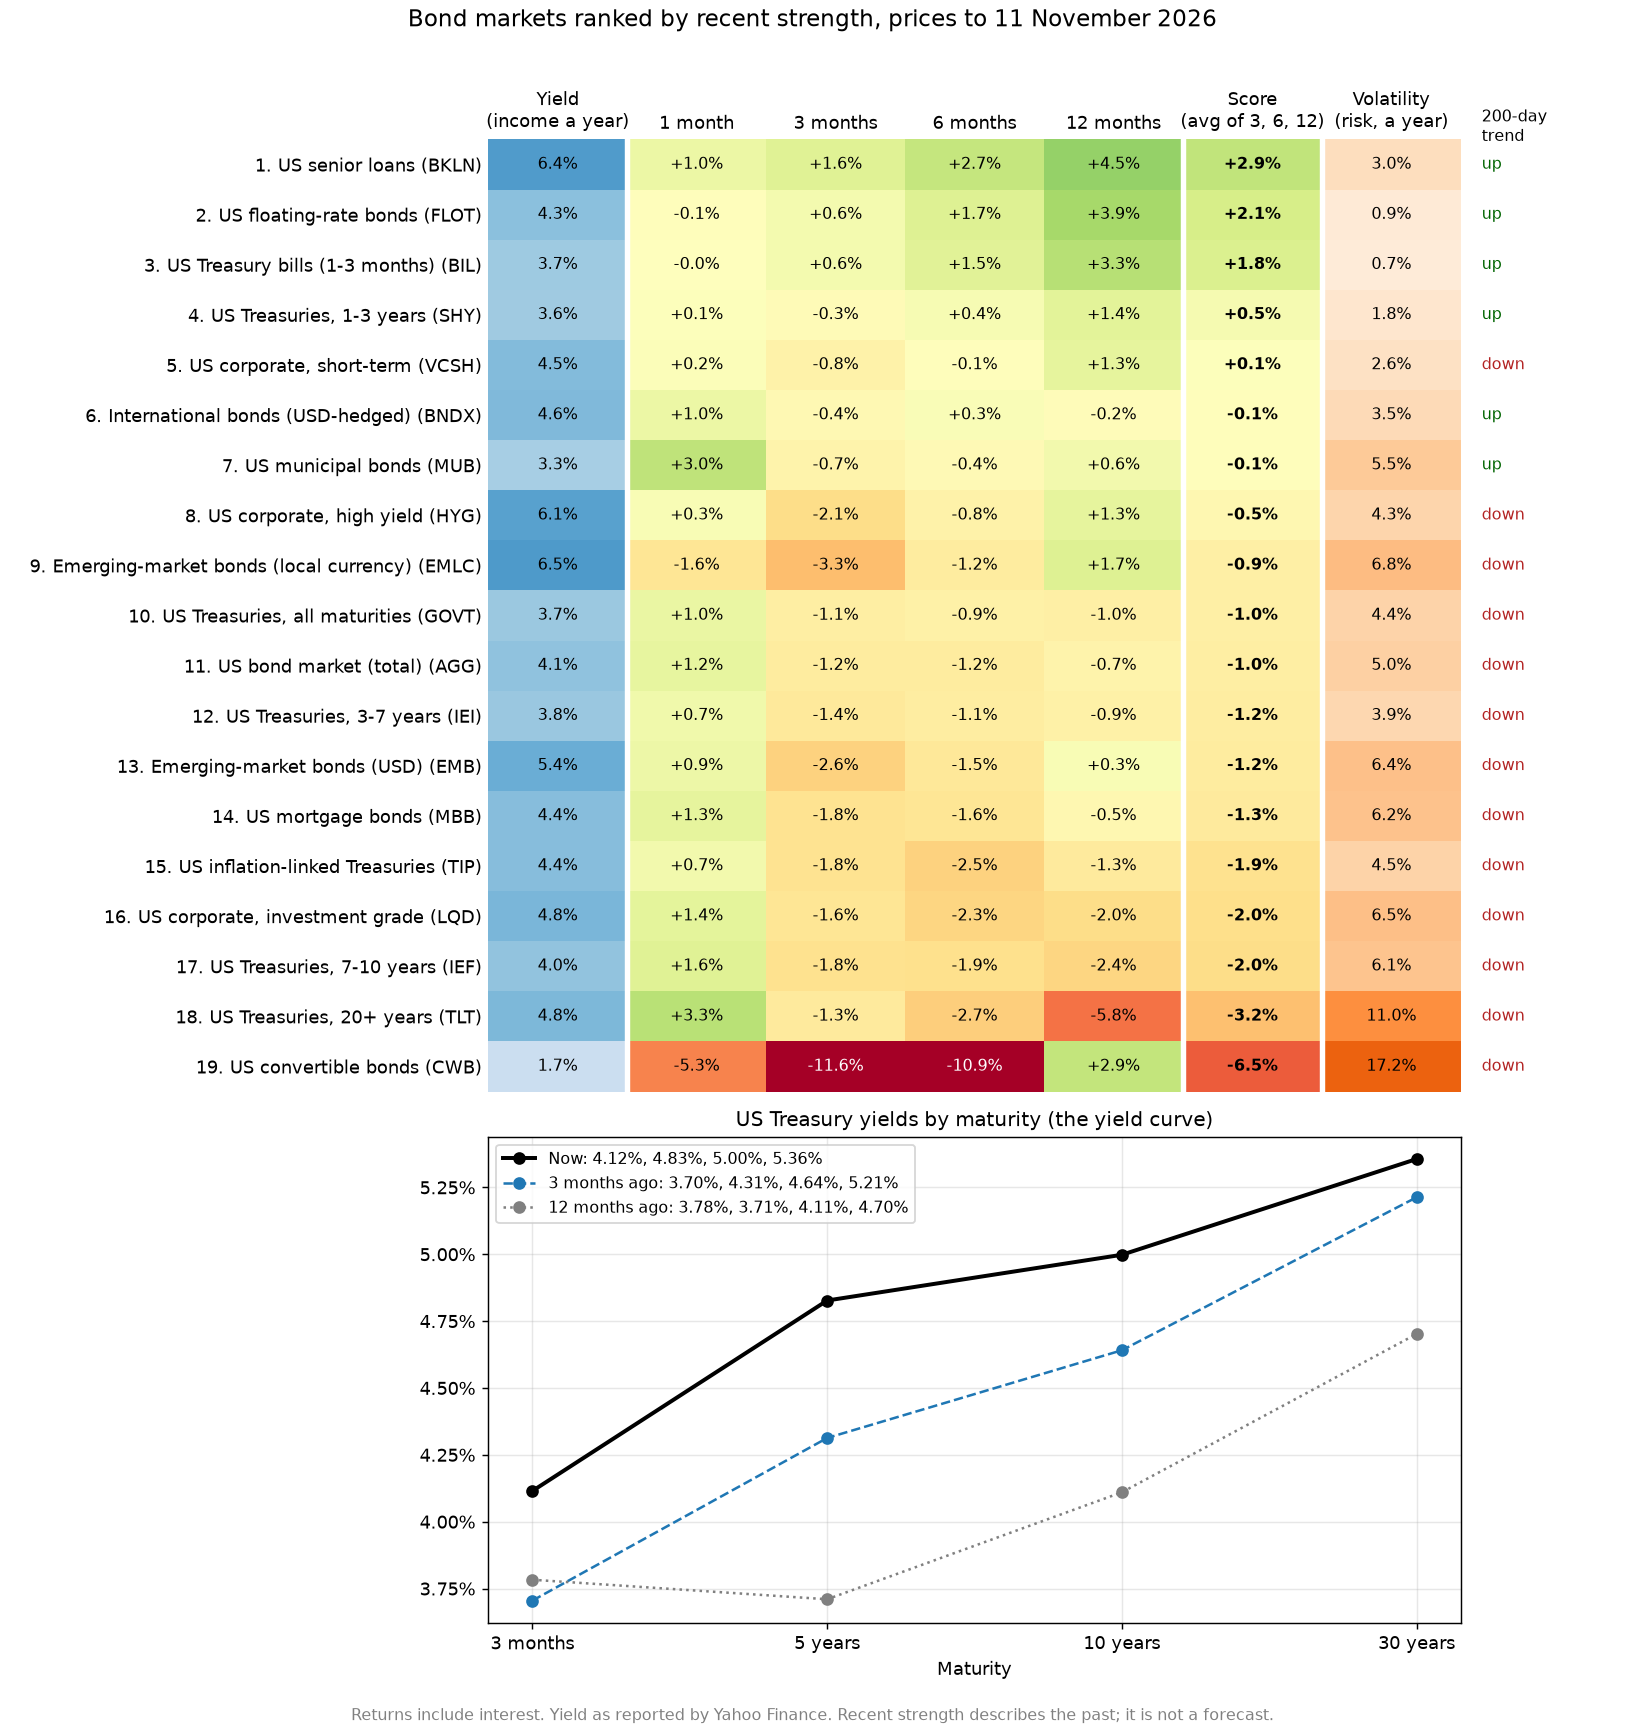 Bond markets ranked by recent strength, prices to 11 November 2026
Yield (income a year) 1 month 3 months 6 months 12 months Score (avg of 3, 6, 12) Volatility (risk, a year) 200-day trend
1. US senior loans (BKLN) 6.4% +1.0% +1.6% +2.7% +4.5% +2.9% 3.0% up
2. US floating-rate bonds (FLOT) 4.3% -0.1% +0.6% +1.7% +3.9% +2.1% 0.9% up
3. US Treasury bills (1-3 months) (BIL) 3.7% -0.0% +0.6% +1.5% +3.3% +1.8% 0.7% up
4. US Treasuries, 1-3 years (SHY) 3.6% +0.1% -0.3% +0.4% +1.4% +0.5% 1.8% up
5. US corporate, short-term (VCSH) 4.5% +0.2% -0.8% -0.1% +1.3% +0.1% 2.6% down
6. International bonds (USD-hedged) (BNDX) 4.6% +1.0% -0.4% +0.3% -0.2% -0.1% 3.5% up
7. US municipal bonds (MUB) 3.3% +3.0% -0.7% -0.4% +0.6% -0.1% 5.5% up
8. US corporate, high yield (HYG) 6.1% +0.3% -2.1% -0.8% +1.3% -0.5% 4.3% down
9. Emerging-market bonds (local currency) (EMLC) 6.5% -1.6% -3.3% -1.2% +1.7% -0.9% 6.8% down
10. US Treasuries, all maturities (GOVT) 3.7% +1.0% -1.1% -0.9% -1.0% -1.0% 4.4% down
11. US bond market (total) (AGG) 4.1% +1.2% -1.2% -1.2% -0.7% -1.0% 5.0% down
12. US Treasuries, 3-7 years (IEI) 3.8% +0.7% -1.4% -1.1% -0.9% -1.2% 3.9% down
13. Emerging-market bonds (USD) (EMB) 5.4% +0.9% -2.6% -1.5% +0.3% -1.2% 6.4% down
14. US mortgage bonds (MBB) 4.4% +1.3% -1.8% -1.6% -0.5% -1.3% 6.2% down
15. US inflation-linked Treasuries (TIP) 4.4% +0.7% -1.8% -2.5% -1.3% -1.9% 4.5% down
16. US corporate, investment grade (LQD) 4.8% +1.4% -1.6% -2.3% -2.0% -2.0% 6.5% down
17. US Treasuries, 7-10 years (IEF) 4.0% +1.6% -1.8% -1.9% -2.4% -2.0% 6.1% down
18. US Treasuries, 20+ years (TLT) 4.8% +3.3% -1.3% -2.7% -5.8% -3.2% 11.0% down
19. US convertible bonds (CWB) 1.7% -5.3% -11.6% -10.9% +2.9% -6.5% 17.2% down
US Treasury yields by maturity (the yield curve)
Now: 4.12%, 4.83%, 5.00%, 5.36%
3 months ago: 3.70%, 4.31%, 4.64%, 5.21%
12 months ago: 3.78%, 3.71%, 4.11%, 4.70%
5.25%
5.00%
4.75%
4.50%
4.25%
4.00%
3.75%
3 months 5 years 10 years 30 years
Maturity
Returns include interest. Yield as reported by Yahoo Finance. Recent strength describes the past; it is not a forecast.